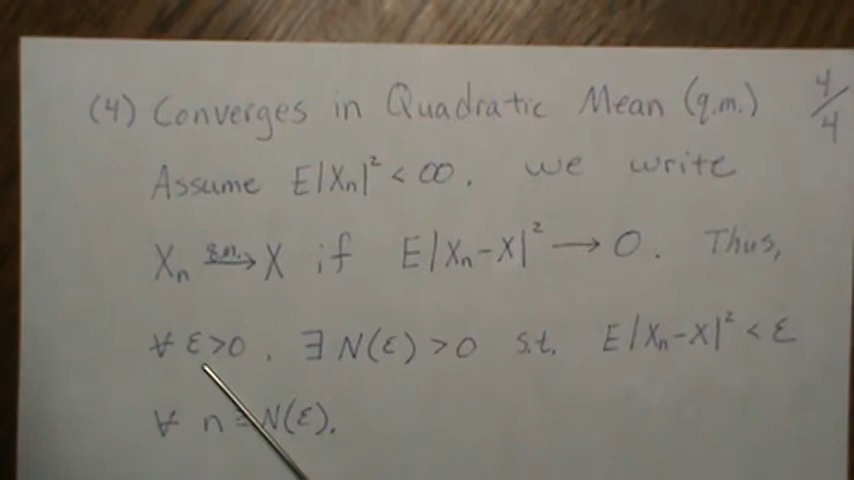 (4) Converges in Quadratic Mean (q.m.) 4/4
Assume E|Xₙ|² < ∞. we write
Xₙ q.m.⟶ X if E|Xₙ-X|² ⟶ 0. Thus,
∀ ε>0, ∃ N(ε) > 0 s.t. E|Xₙ-X|² < ε
∀ n ≥ N(ε).